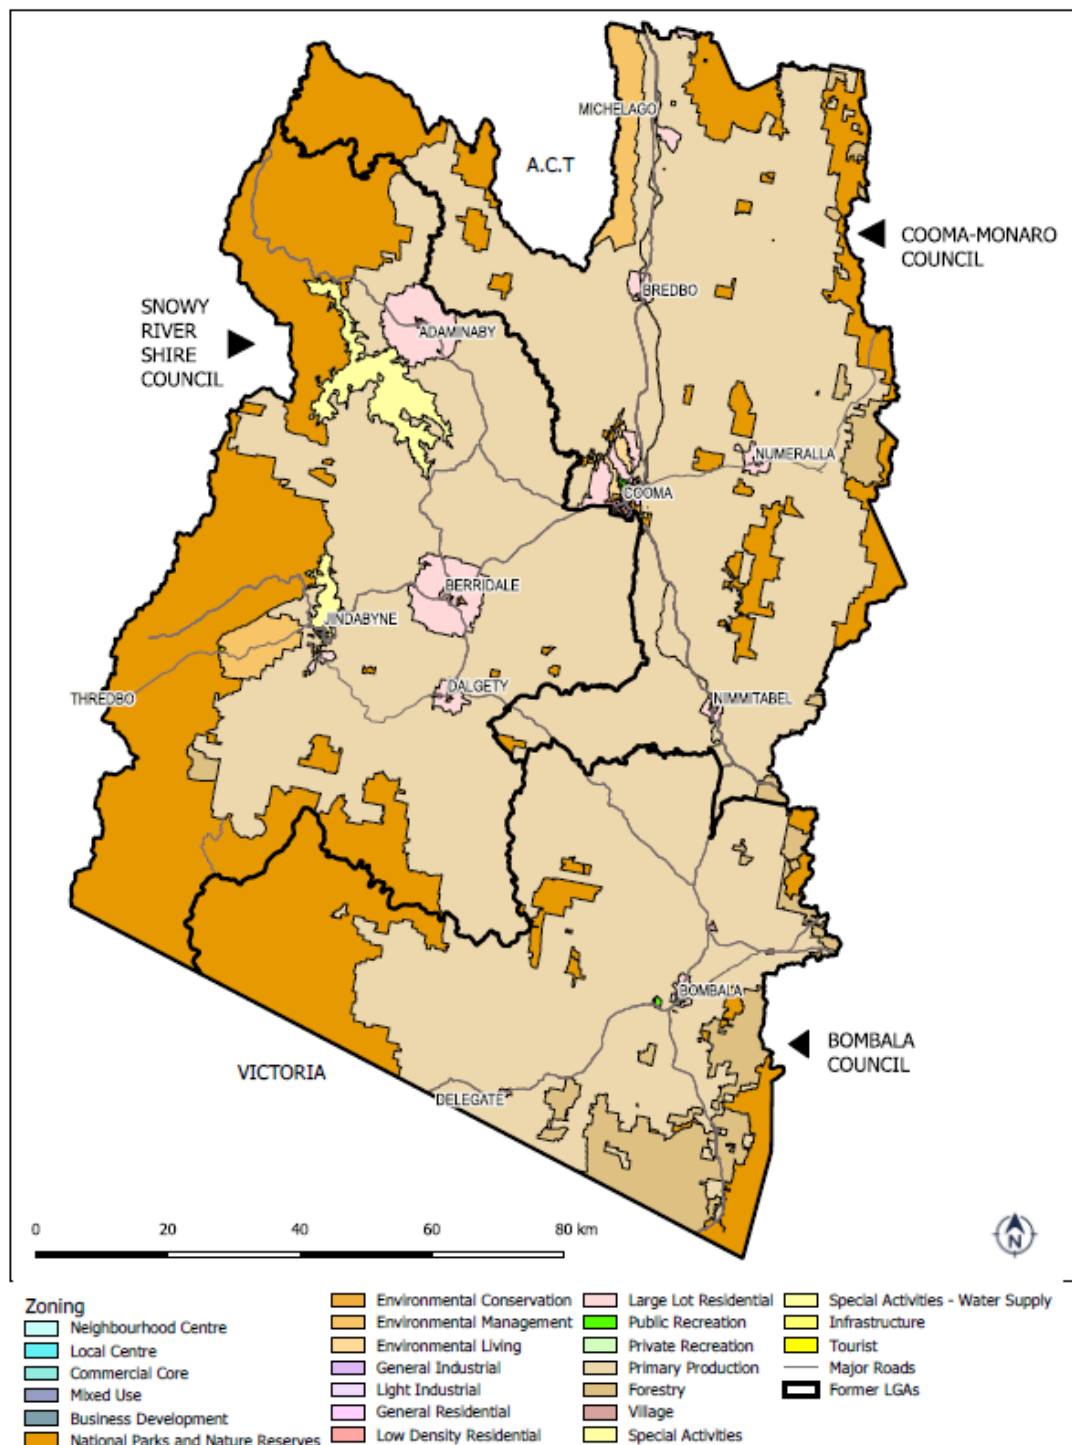 MICHELAGO
A.C.T
COOMA-MONARO
COUNCIL
BREDBO
SNOWY
RIVER
SHIRE
COUNCIL
ADAMINABY
NUMERALLA
COOMA
BERRIDALE
JINDABYNE
DALGETY
THREDBO
NIMMITABEL
BOMBALA
BOMBALA
COUNCIL
VICTORIA
DELEGATE
0 20 40 60 80 km
N
Zoning
Neighbourhood Centre
Local Centre
Commercial Core
Mixed Use
Business Development
National Parks and Nature Reserves
Environmental Conservation
Environmental Management
Environmental Living
General Industrial
Light Industrial
General Residential
Low Density Residential
Large Lot Residential
Public Recreation
Private Recreation
Primary Production
Forestry
Village
Special Activities
Special Activities - Water Supply
Infrastructure
Tourist
Major Roads
Former LGAs